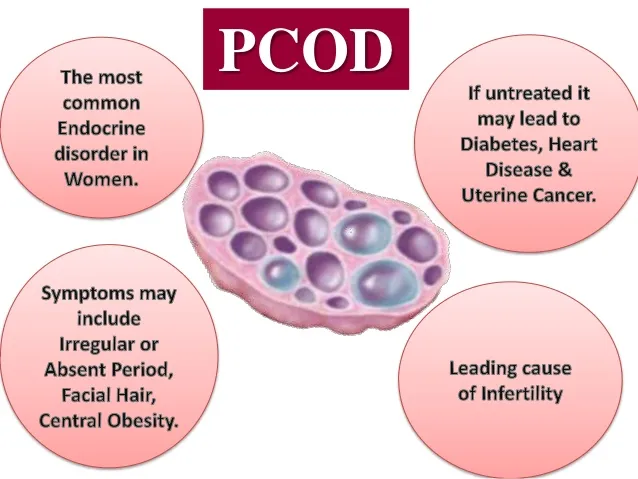 PCOD
The most
common
Endocrine
disorder in
Women.
If untreated it
may lead to
Diabetes, Heart
Disease &
Uterine Cancer.
Symptoms may
include
Irregular or
Absent Period,
Facial Hair,
Central Obesity.
Leading cause
of Infertility